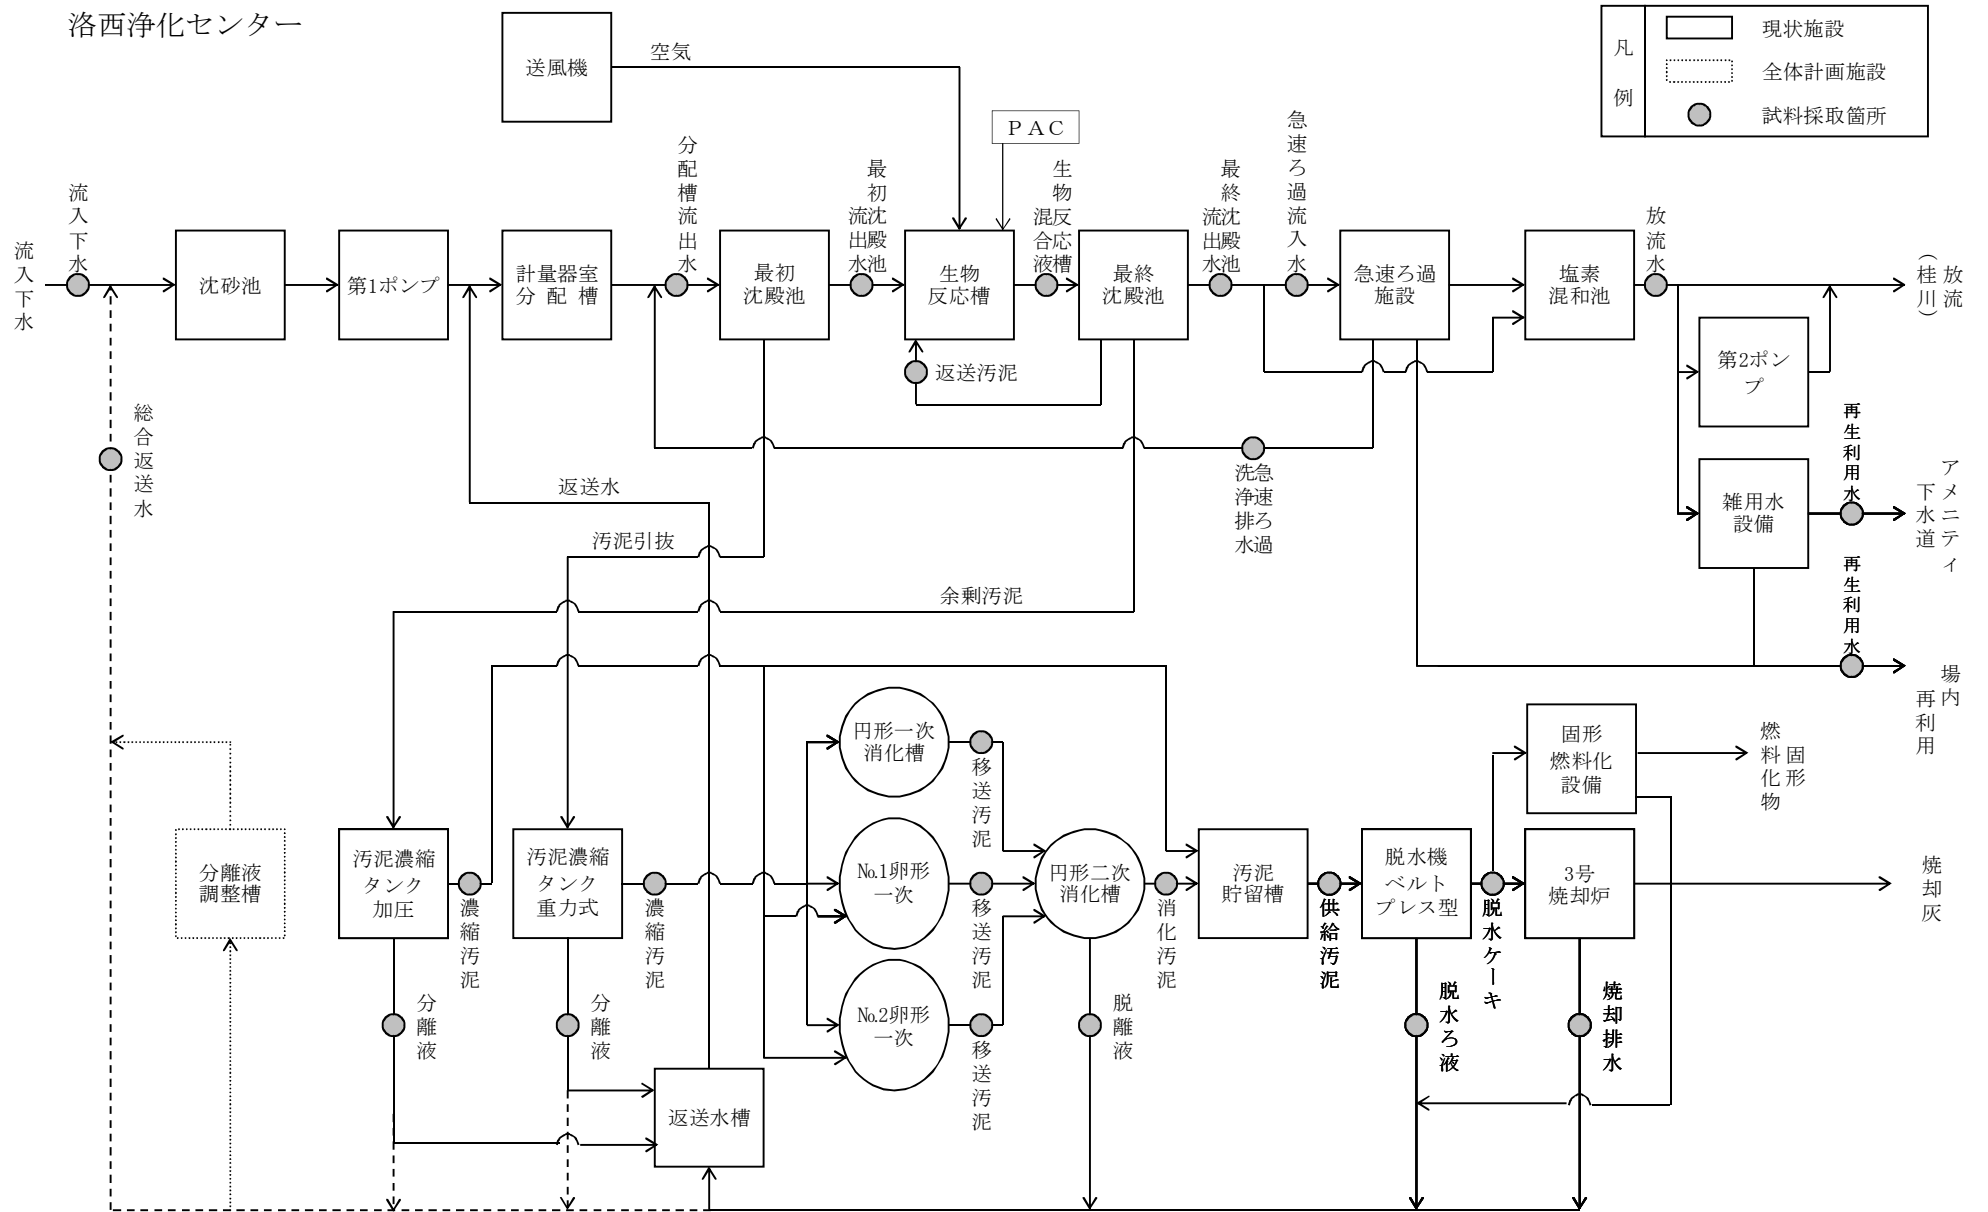 洛西浄化センター
凡例
現状施設
全体計画施設
試料採取箇所
送風機
空気
PAC
流入下水
流入下水
沈砂池
第1ポンプ
計量器室
分配槽
分配槽流出水
最初
沈殿池
最初沈殿池
流出水
生物
反応槽
生物反応槽
混合液
最終
沈殿池
最終沈殿池
流出水
急速ろ過流入水
急速ろ過
施設
塩素
混和池
放流水
放流
(桂川)
第2ポン
プ
返送汚泥
総合返送水
急速ろ過
洗浄排水
返送水
汚泥引抜
余剰汚泥
雑用水
設備
再生利用水
アメニティ
下水道
再生利用水
場内
再利用
円形一次
消化槽
移送汚泥
固形
燃料化
設備
固形
燃料化物
分離液
調整槽
汚泥濃縮
タンク
加圧
濃縮汚泥
汚泥濃縮
タンク
重力式
濃縮汚泥
№1卵形
一次
移送汚泥
円形二次
消化槽
消化汚泥
汚泥
貯留槽
供給汚泥
脱水機
ベルト
プレス型
脱水ケーキ
3号
焼却炉
焼却灰
分離液
分離液
№2卵形
一次
移送汚泥
脱離液
脱水ろ液
焼却排水
返送水槽